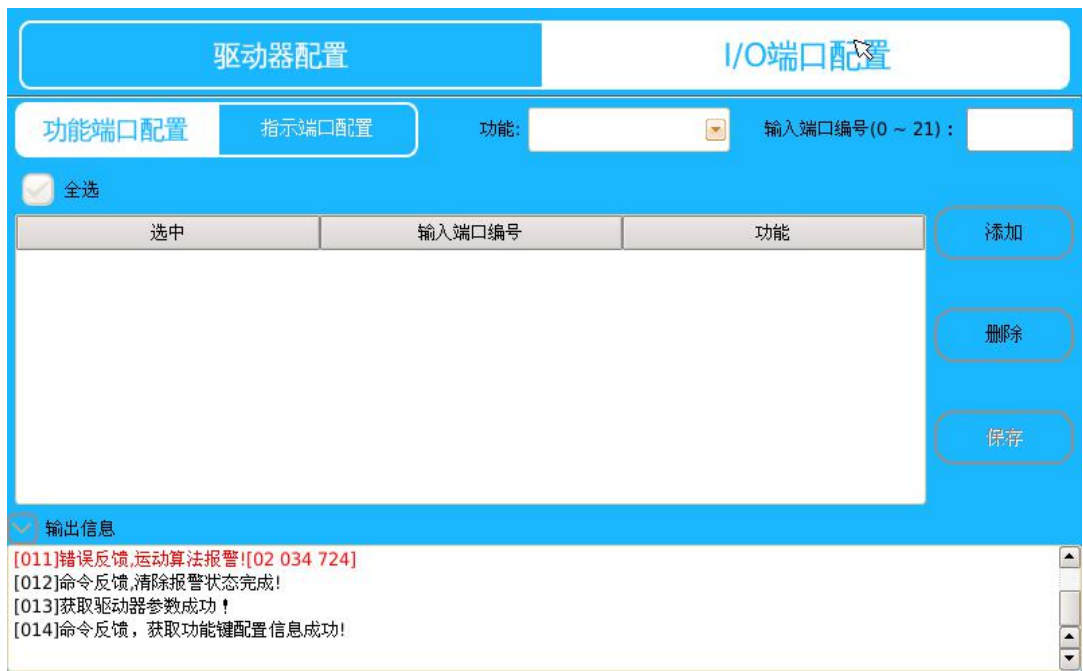 驱动器配置 I/O端口配置
功能端口配置 指示端口配置 功能: 输入端口编号(0 ~ 21) :
全选
选中 输入端口编号 功能 添加
删除
保存
输出信息
[011]错误反馈,运动算法报警![02 034 724]
[012]命令反馈,清除报警状态完成!
[013]获取驱动器参数成功！
[014]命令反馈，获取功能键配置信息成功!